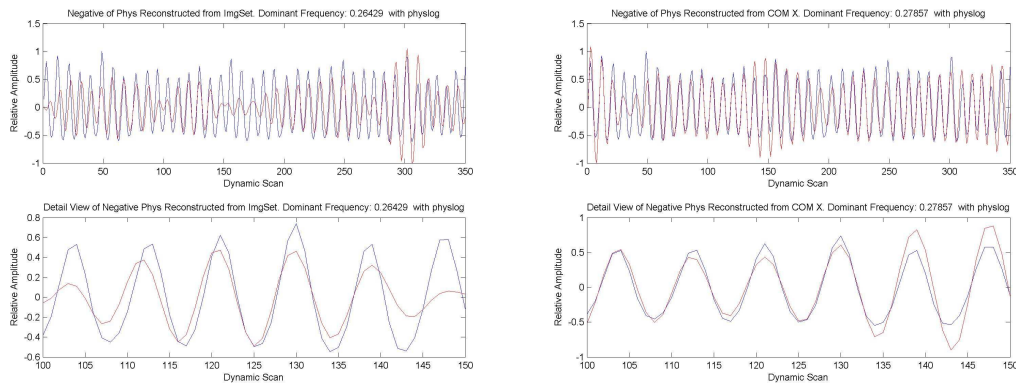 Negative of Phys Reconstructed from ImgSet. Dominant Frequency: 0.26429 with physlog
1.5
1
0.5
0
-0.5
-1
Relative Amplitude
0 50 100 150 200 250 300 350
Dynamic Scan
Negative of Phys Reconstructed from COM X. Dominant Frequency: 0.27857 with physlog
1.5
1
0.5
0
-0.5
-1
Relative Amplitude
0 50 100 150 200 250 300 350
Dynamic Scan
Detail View of Negative Phys Reconstructed from ImgSet. Dominant Frequency: 0.26429 with physlog
0.8
0.6
0.4
0.2
0
-0.2
-0.4
-0.6
Relative Amplitude
100 105 110 115 120 125 130 135 140 145 150
Dynamic Scan
Detail View of Negative Phys Reconstructed from COM X. Dominant Frequency: 0.27857 with physlog
1
0.5
0
-0.5
-1
Relative Amplitude
100 105 110 115 120 125 130 135 140 145 150
Dynamic Scan